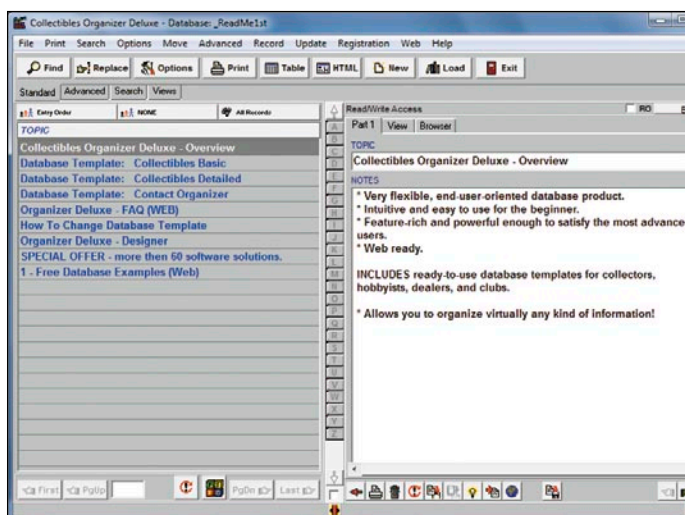 Collectibles Organizer Deluxe - Database: _ReadMe1st
File Print Search Options Move Advanced Record Update Registration Web Help
Find Replace Options Print Table HTML New Load Exit
Standard Advanced Search Views
Entry Order NONE All Records
Read/Write Access RO
Part 1 View Browser
TOPIC
Collectibles Organizer Deluxe - Overview
Database Template: Collectibles Basic
Database Template: Collectibles Detailed
Database Template: Contact Organizer
Organizer Deluxe - FAQ (WEB)
How To Change Database Template
Organizer Deluxe - Designer
SPECIAL OFFER - more then 60 software solutions.
1 - Free Database Examples (Web)
A
B
C
D
E
F
G
H
I
J
K
L
M
N
O
P
Q
R
S
T
U
V
W
X
Y
Z
TOPIC
Collectibles Organizer Deluxe - Overview
NOTES
* Very flexible, end-user-oriented database product.
* Intuitive and easy to use for the beginner.
* Feature-rich and powerful enough to satisfy the most advance
users.
* Web ready.
INCLUDES ready-to-use database templates for collectors,
hobbyists, dealers, and clubs.
* Allows you to organize virtually any kind of information!
First PgUp PgDn Last